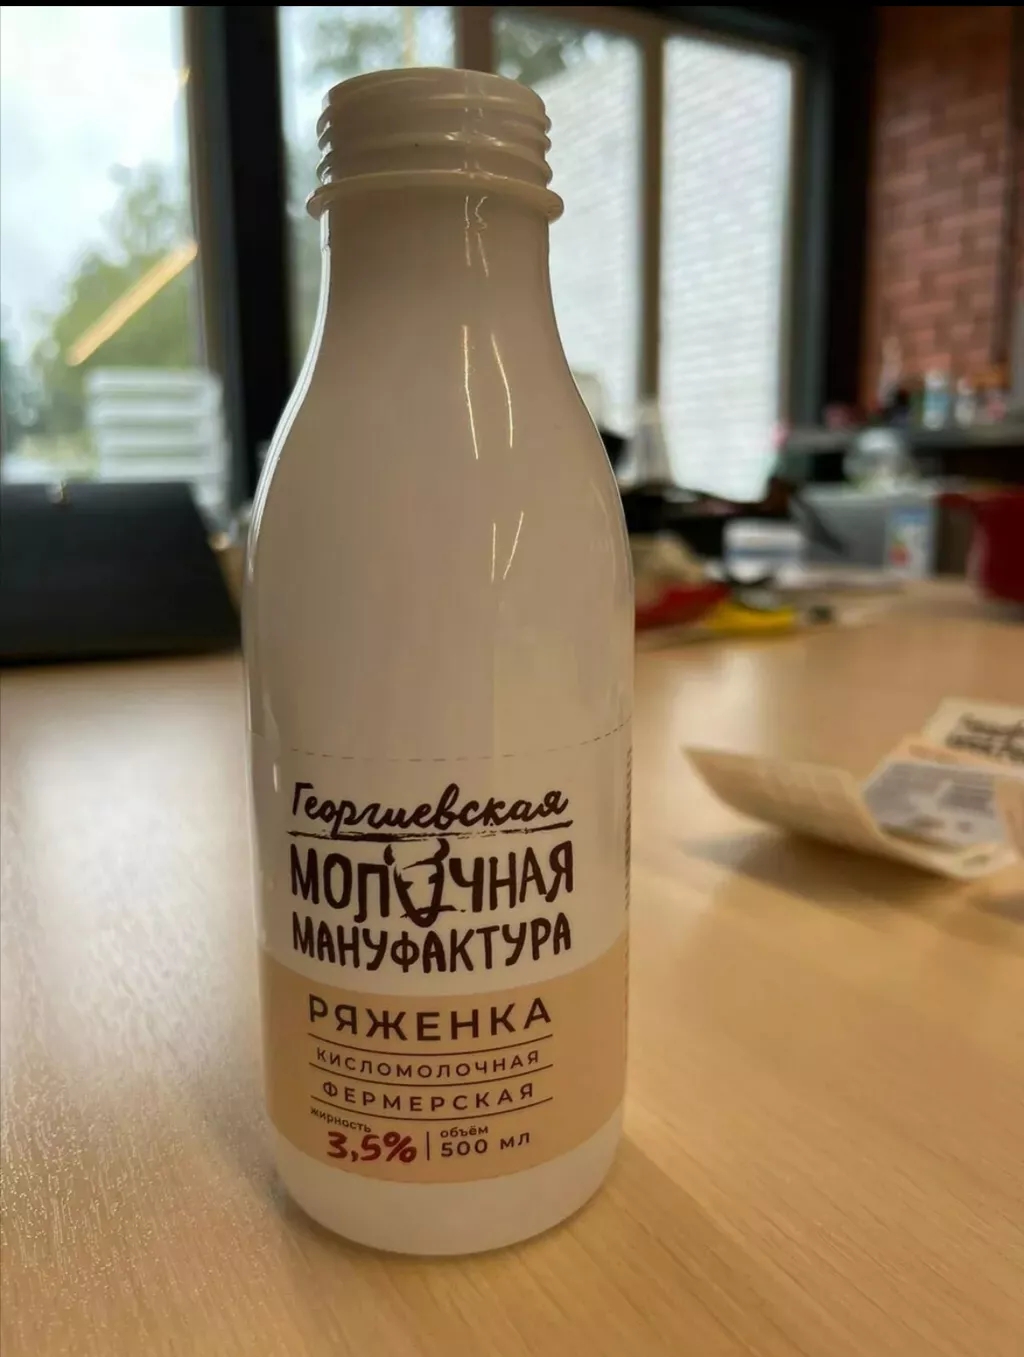 Георгиевская
МОЛОЧНАЯ
МАНУФАКТУРА
РЯЖЕНКА
КИСЛОМОЛОЧНАЯ
ФЕРМЕРСКАЯ
жирность
3,5%
объём
500 мл